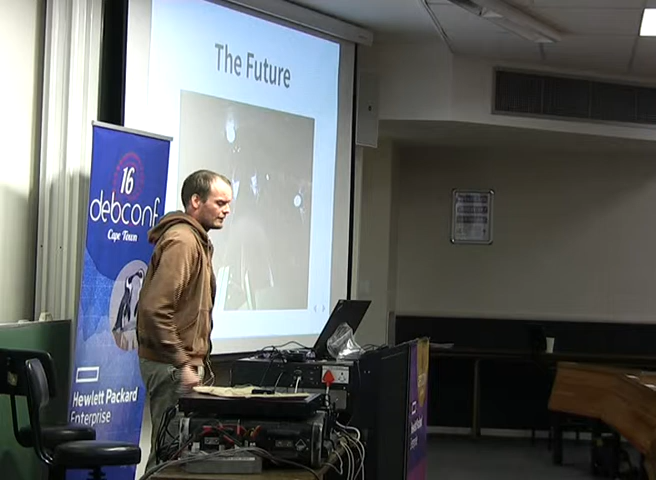 The Future
16
debconf
Cape Town
Hewlett Packard
Enterprise